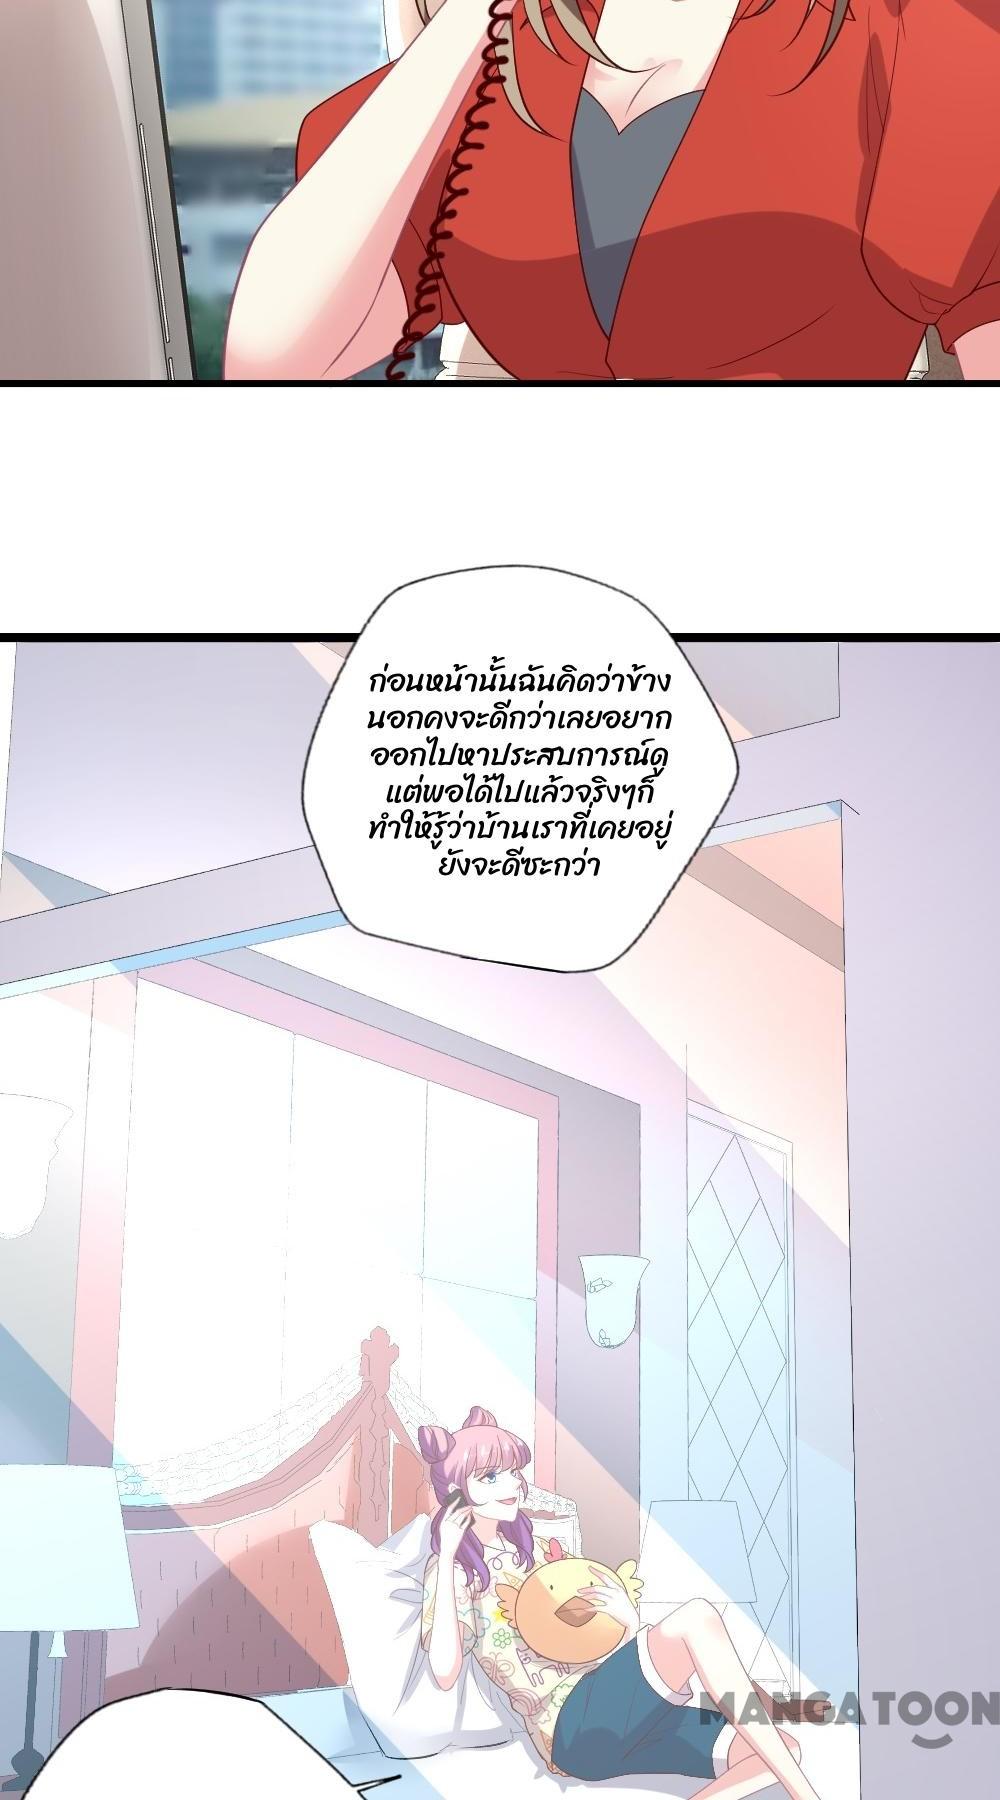 ก่อนหน้านั้นฉันคิดว่าข้าง
นอกคงจะดีกว่าเลยอยาก
ออกไปหาประสบการณ์ดู
แต่พอได้ไปแล้วจริงๆก็
ทำให้รู้ว่าบ้านเราที่เคยอยู่
ยังจะดีซะกว่า
MANGATOON